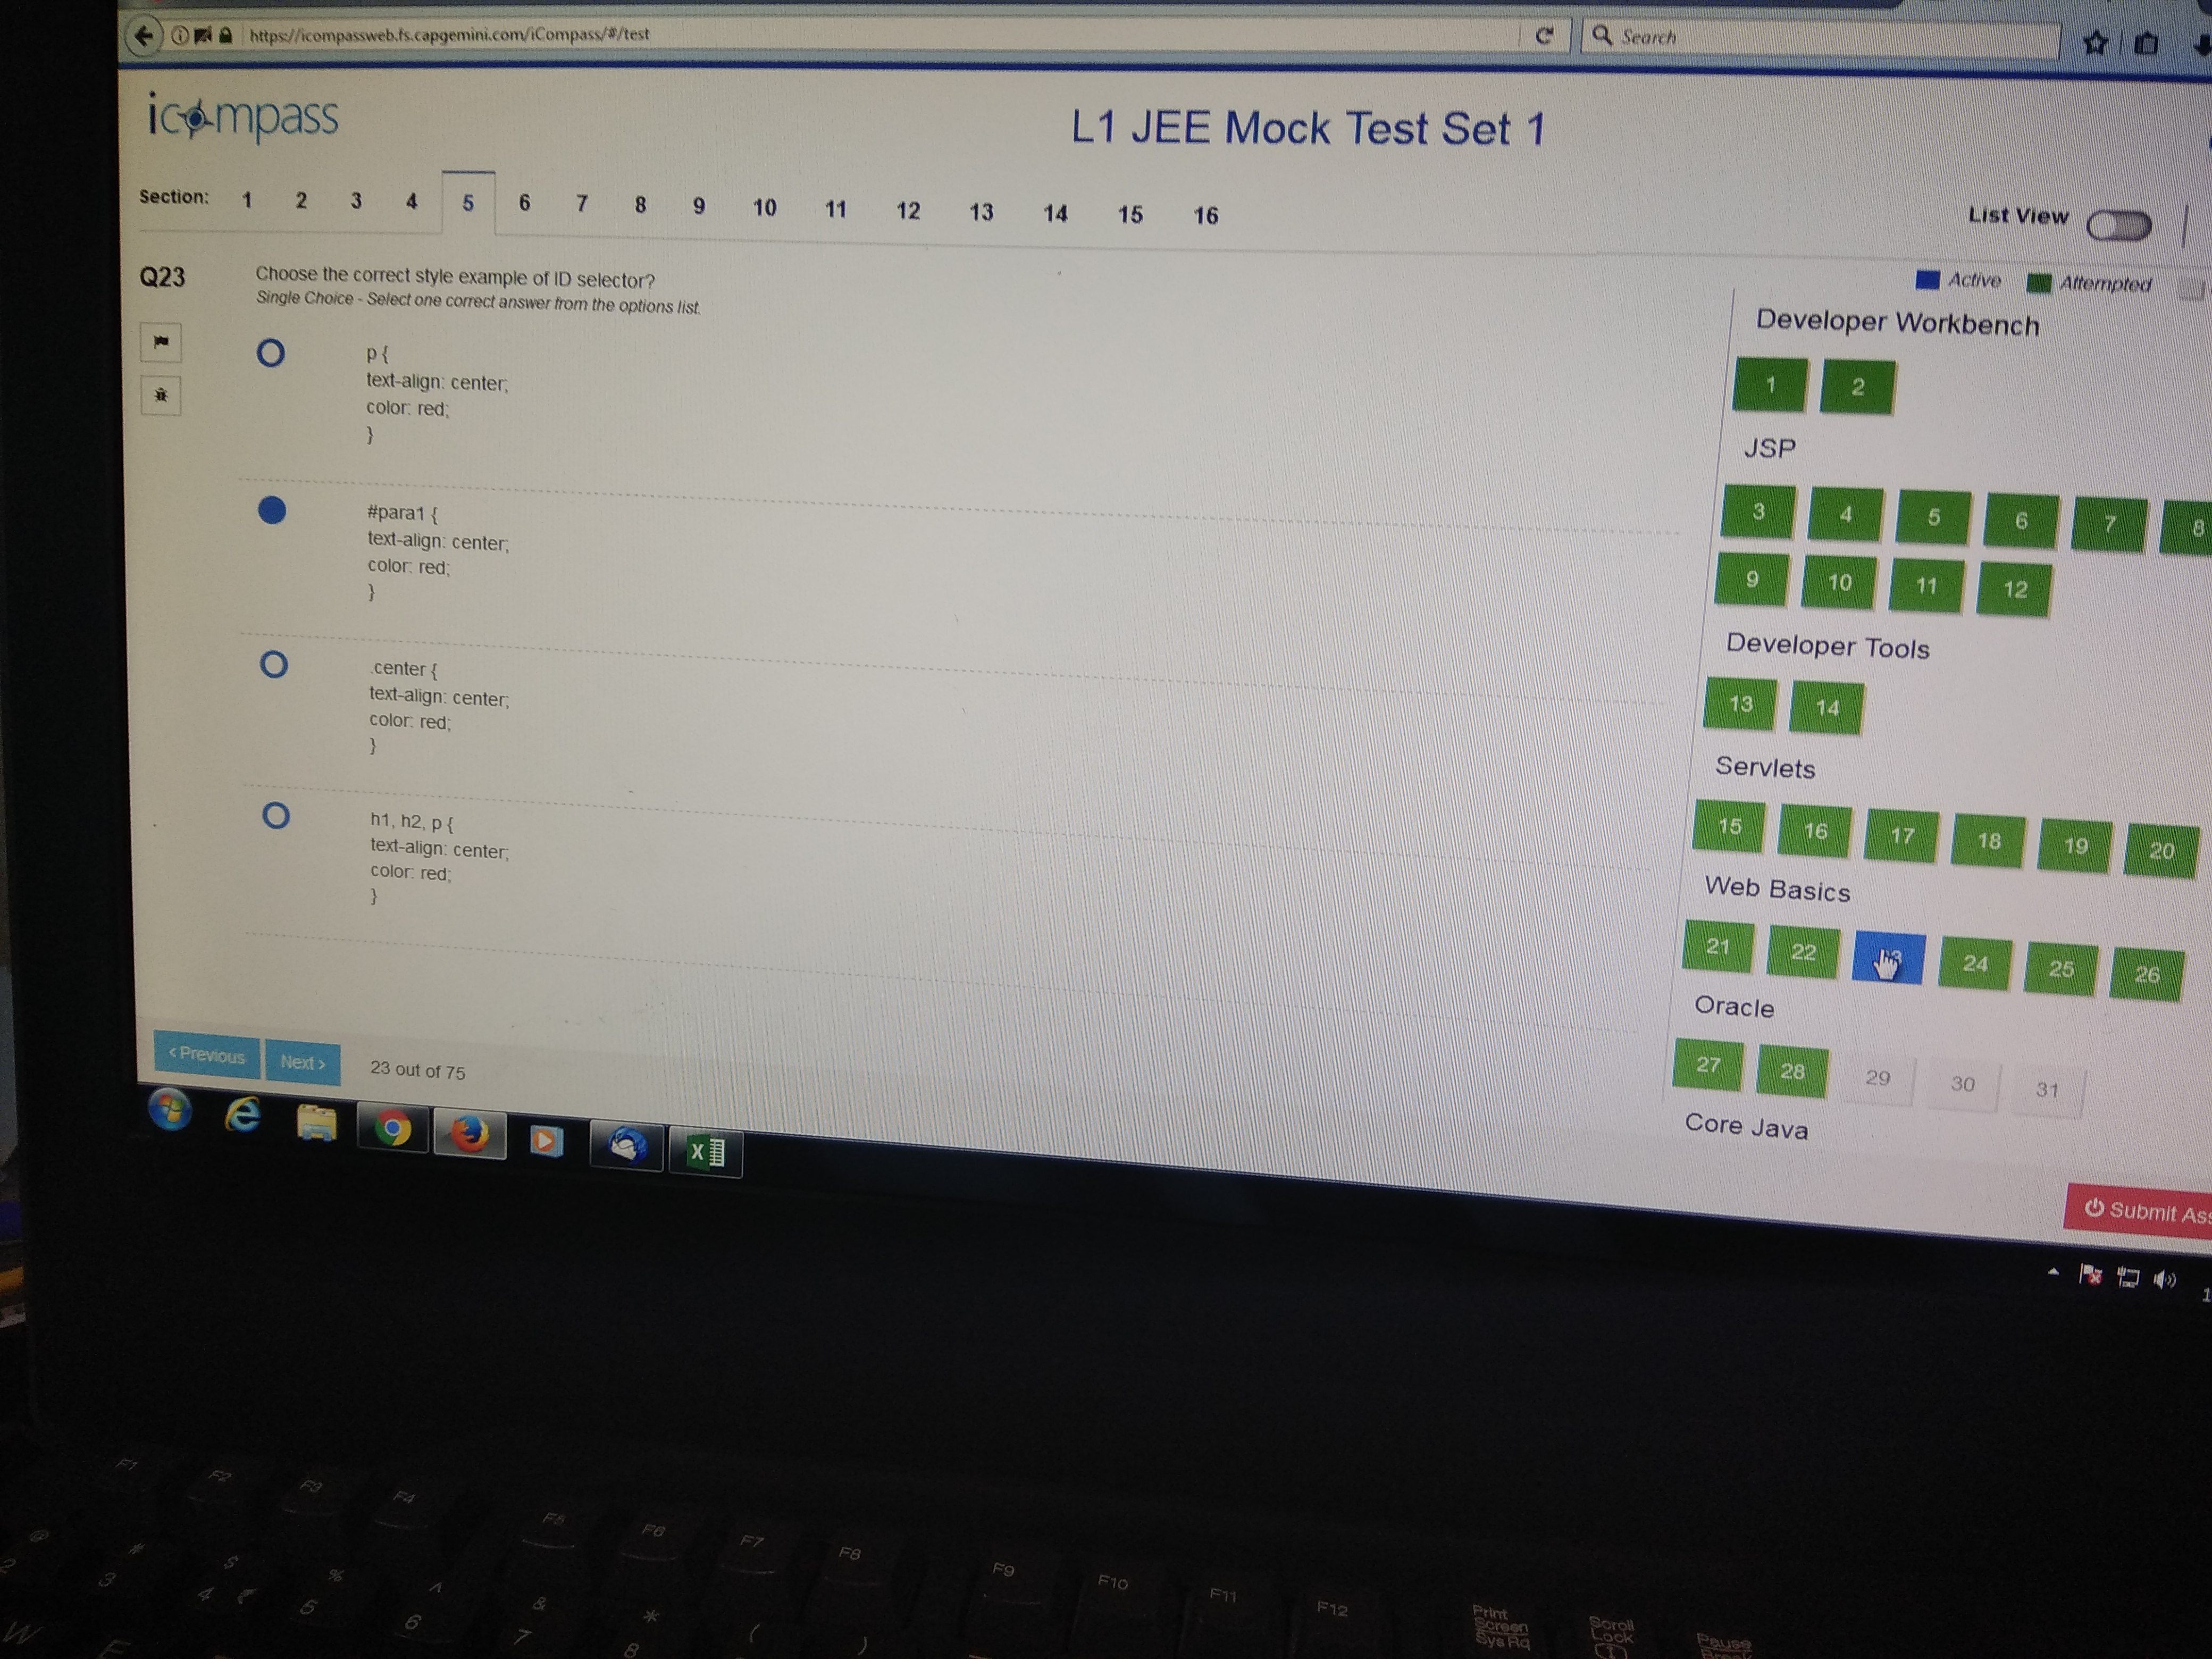 https://icompassweb.fs.capgemini.com/iCompass/#/test
Search
icompass
L1 JEE Mock Test Set 1
Section: 1 2 3 4 5 6 7 8 9 10 11 12 13 14 15 16
List View
Active Attempted
Q23
Choose the correct style example of ID selector?
Single Choice - Select one correct answer from the options list.
p {
text-align: center;
color: red;
}
#para1 {
text-align: center;
color: red;
}
.center {
text-align: center;
color: red;
}
h1, h2, p {
text-align: center;
color: red;
}
Developer Workbench
1 2
JSP
3 4 5 6 7 8
9 10 11 12
Developer Tools
13 14
Servlets
15 16 17 18 19 20
Web Basics
21 22 24 25 26
Oracle
27 28 29 30 31
Core Java
< Previous Next > 23 out of 75
Submit Ass
F1 F2 F3 F4 F5 F6 F7 F8 F9 F10 F11 F12
Print
Screen
Sys Rq
Scroll
Lock
Pause
@ # $ % ^ & * ( )
2 3 4 ₹ 5 6 7 8
W E